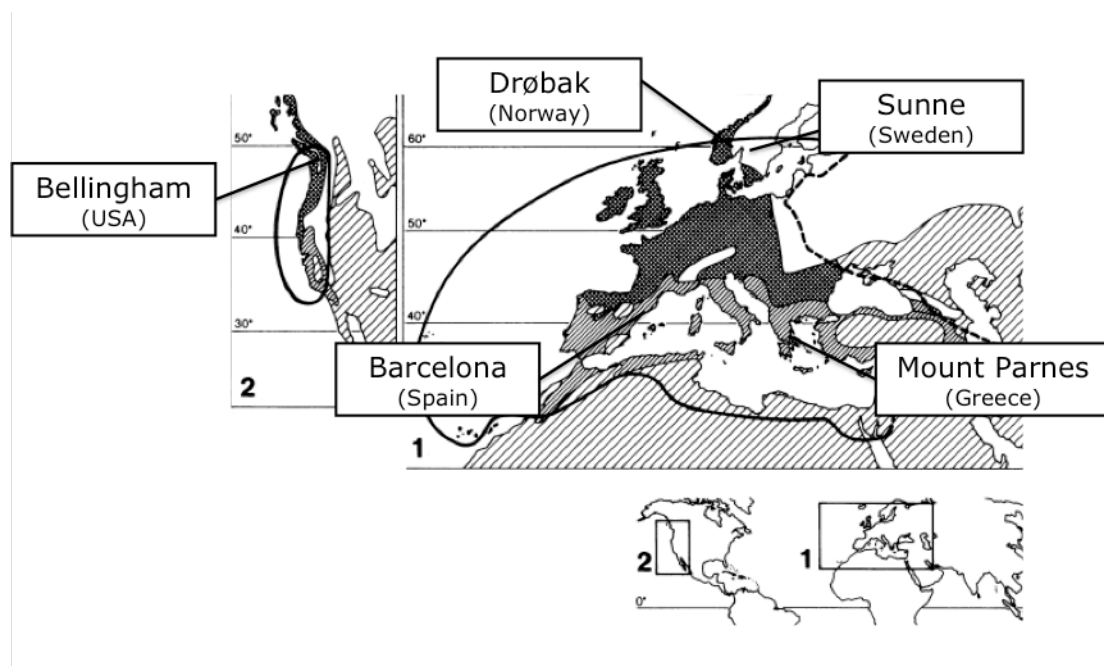 Drøbak
(Norway)
Sunne
(Sweden)
Bellingham
(USA)
50°
40°
30°
2
60°
50°
40°
1
Barcelona
(Spain)
Mount Parnes
(Greece)
2
1
0°